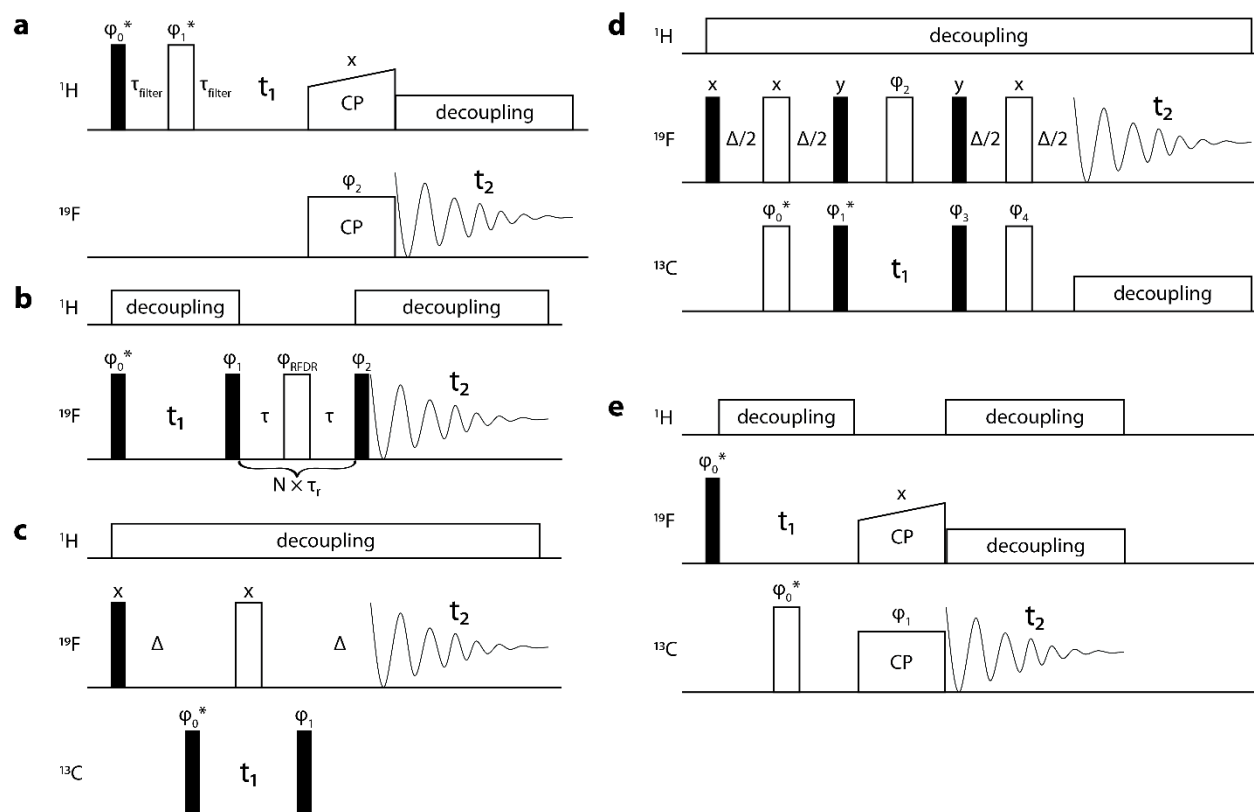 a
φ₀* φ₁*
¹H τfilter τfilter t₁ x CP decoupling
¹⁹F φ₂ CP t₂
b
¹H decoupling decoupling
φ₀* φ₁ φRFDR φ₂
¹⁹F t₁ τ τ t₂
N × τᵣ
c
¹H decoupling
x x
¹⁹F Δ Δ t₂
φ₀* φ₁
¹³C t₁
d
¹H decoupling
x x y φ₂ y x
¹⁹F Δ/2 Δ/2 Δ/2 Δ/2 t₂
φ₀* φ₁* φ₃ φ₄
¹³C t₁ decoupling
e
¹H decoupling decoupling
φ₀* x
¹⁹F t₁ CP decoupling
φ₀* φ₁
¹³C CP t₂